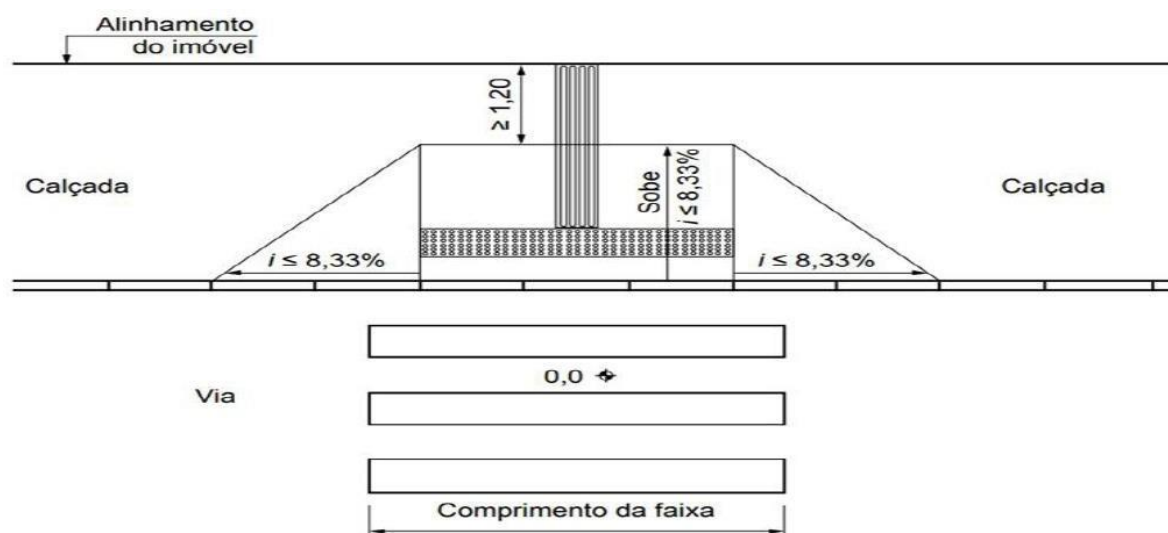 Alinhamento
do imóvel
≥ 1,20
Calçada
Sobe
i ≤ 8,33%
Calçada
i ≤ 8,33%
i ≤ 8,33%
Via
0,0
Comprimento da faixa